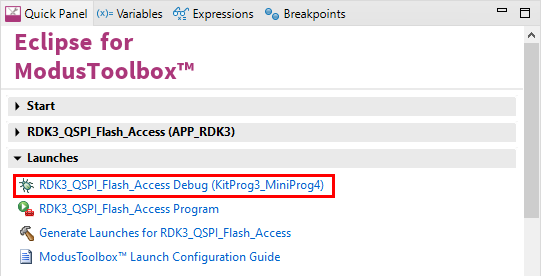 Quick Panel (x)= Variables Expressions Breakpoints
Eclipse for
ModusToolbox™
Start
RDK3_QSPI_Flash_Access (APP_RDK3)
Launches
RDK3_QSPI_Flash_Access Debug (KitProg3_MiniProg4)
RDK3_QSPI_Flash_Access Program
Generate Launches for RDK3_QSPI_Flash_Access
ModusToolbox™ Launch Configuration Guide